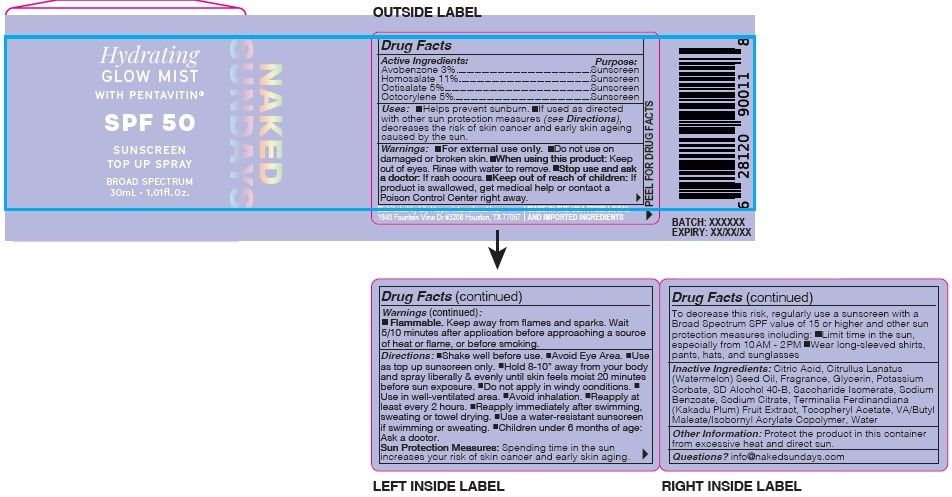 OUTSIDE LABEL
Hydrating
GLOW MIST
WITH PENTAVITIN®
SPF 50
SUNSCREEN
TOP UP SPRAY
BROAD SPECTRUM
30mL - 1.01fl.oz.
NAKED
SUNDAYS
Drug Facts
Active Ingredients: Purpose:
Avobenzone 3% Sunscreen
Homosalate 11% Sunscreen
Octisalate 5% Sunscreen
Octocrylene 5% Sunscreen
Uses: ■Helps prevent sunburn. ■If used as directed
with other sun protection measures (see Directions),
decreases the risk of skin cancer and early skin ageing
caused by the sun.
Warnings: ■For external use only. ■Do not use on
damaged or broken skin. ■When using this product: Keep
out of eyes. Rinse with water to remove. ■Stop use and ask
a doctor: If rash occurs. ■Keep out of reach of children: If
product is swallowed, get medical help or contact a
Poison Control Center right away.
1940 Fountain View Dr #3208 Houston, TX 77057 | AND IMPORTED INGREDIENTS
PEEL FOR DRUG FACTS
6 28120 90011 8
BATCH: XXXXXX
EXPIRY: XX/XX/XX
Drug Facts (continued)
Warnings (continued):
■ Flammable. Keep away from flames and sparks. Wait
5/10 minutes after application before approaching a source
of heat or flame, or before smoking.
Directions: ■Shake well before use. ■Avoid Eye Area. ■Use
as top up sunscreen only. ■Hold 8-10" away from your body
and spray liberally & evenly until skin feels moist 20 minutes
before sun exposure. ■Do not apply in windy conditions. ■
Use in well-ventilated area. ■Avoid inhalation. ■Reapply at
least every 2 hours. ■Reapply immediately after swimming,
sweating or towel drying. ■Use a water-resistant sunscreen
if swimming or sweating. ■Children under 6 months of age:
Ask a doctor.
Sun Protection Measures: Spending time in the sun
increases your risk of skin cancer and early skin aging.
LEFT INSIDE LABEL
Drug Facts (continued)
To decrease this risk, regularly use a sunscreen with a
Broad Spectrum SPF value of 15 or higher and other sun
protection measures including: ■Limit time in the sun,
especially from 10AM - 2PM ■Wear long-sleeved shirts,
pants, hats, and sunglasses
Inactive Ingredients: Citric Acid, Citrullus Lanatus
(Watermelon) Seed Oil, Fragrance, Glycerin, Potassium
Sorbate, SD Alcohol 40-B, Saccharide Isomerate, Sodium
Benzoate, Sodium Citrate, Terminalia Ferdinandiana
(Kakadu Plum) Fruit Extract, Tocopheryl Acetate, VA/Butyl
Maleate/Isobornyl Acrylate Copolymer, Water
Other Information: Protect the product in this container
from excessive heat and direct sun.
Questions? info@nakedsundays.com
RIGHT INSIDE LABEL